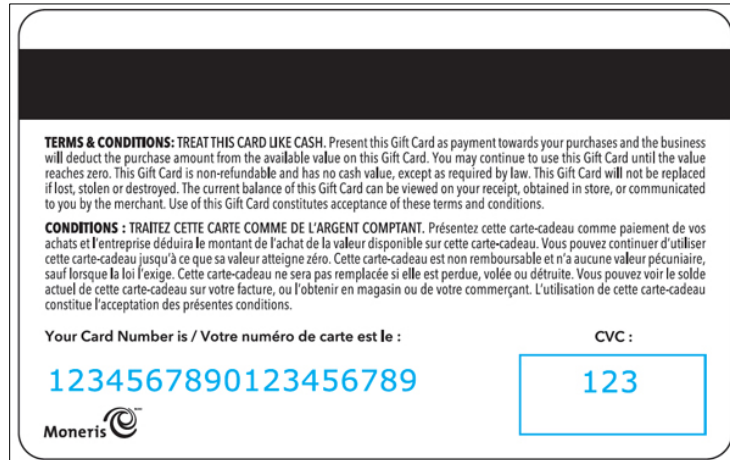 TERMS & CONDITIONS: TREAT THIS CARD LIKE CASH. Present this Gift Card as payment towards your purchases and the business
will deduct the purchase amount from the available value on this Gift Card. You may continue to use this Gift Card until the value
reaches zero. This Gift Card is non-refundable and has no cash value, except as required by law. This Gift Card will not be replaced
if lost, stolen or destroyed. The current balance of this Gift Card can be viewed on your receipt, obtained in store, or communicated
to you by the merchant. Use of this Gift Card constitutes acceptance of these terms and conditions.
CONDITIONS : TRAITEZ CETTE CARTE COMME DE L'ARGENT COMPTANT. Présentez cette carte-cadeau comme paiement de vos
achats et l'entreprise déduira le montant de l'achat de la valeur disponible sur cette carte-cadeau. Vous pouvez continuer d'utiliser
cette carte-cadeau jusqu'à ce que sa valeur atteigne zéro. Cette carte-cadeau est non remboursable et n'a aucune valeur pécuniaire,
sauf lorsque la loi l'exige. Cette carte-cadeau ne sera pas remplacée si elle est perdue, volée ou détruite. Vous pouvez voir le solde
actuel de cette carte-cadeau sur votre facture, ou l'obtenir en magasin ou de votre commerçant. L'utilisation de cette carte-cadeau
constitue l'acceptation des présentes conditions.
Your Card Number is / Votre numéro de carte est le :
CVC :
1234567890123456789
123
Moneris